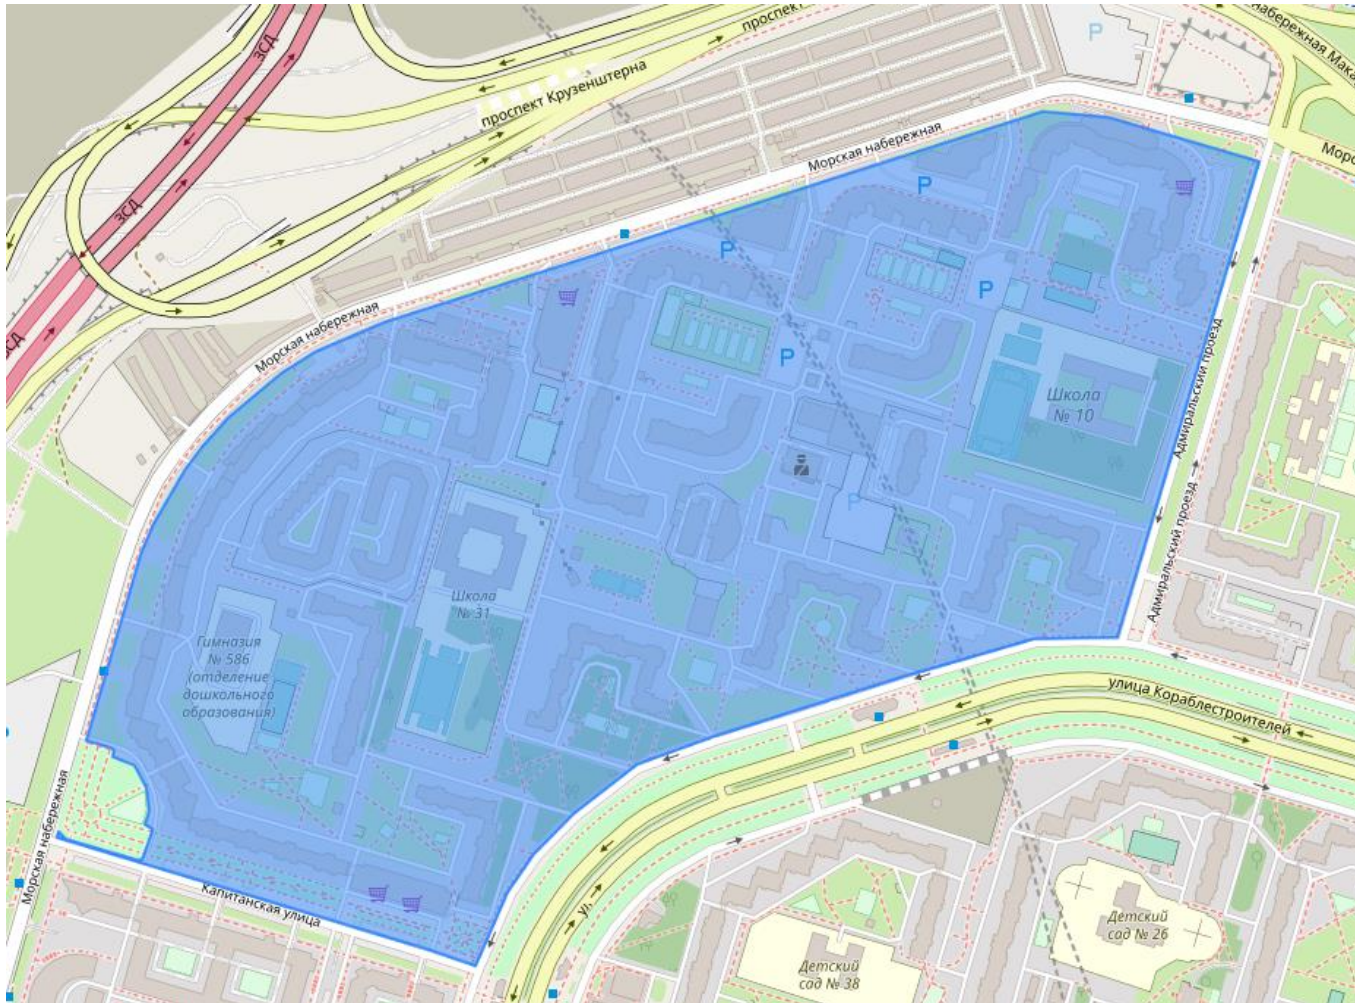 ЗСД
проспект
набережная Мака
P
проспект Крузенштерна
Морская набережная
Морс
ЗСД
P
P
P
ЗСД
Морская набережная
P
Школа
№ 10
Адмиральский проезд
P
Адмиральский проезд
Школа
№ 31
Гимназия
№ 586
(отделение
дошкольного
образования)
улица Кораблестроителей
Морская набережная
Капитанская улица
ул.
Детский
сад № 26
Детский
сад № 38